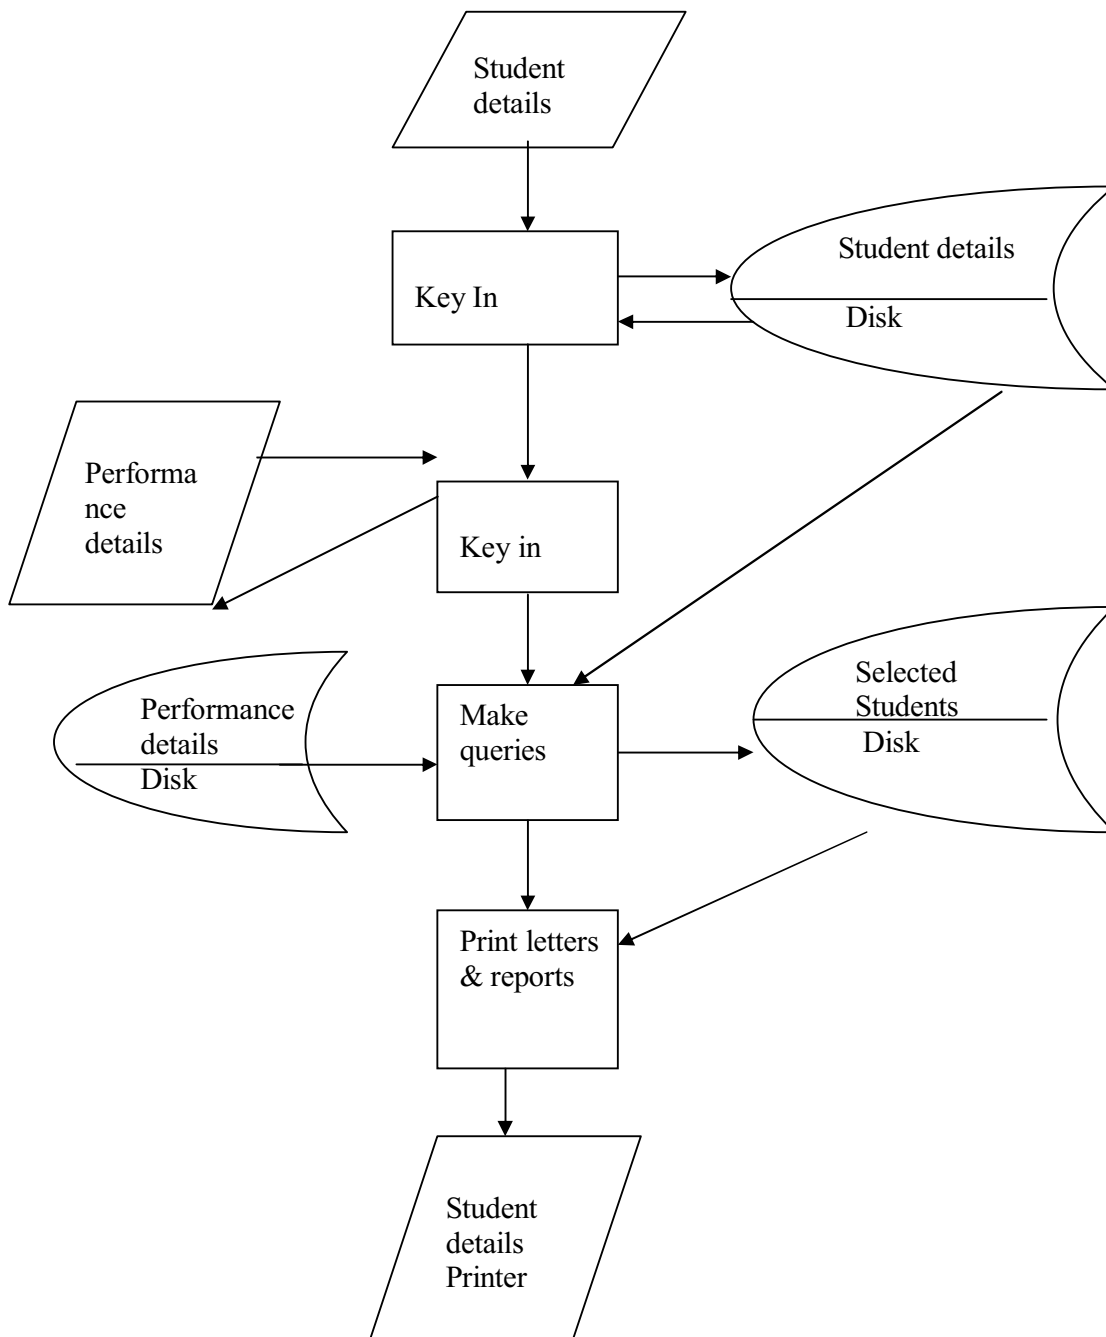 Student
details
Key In
Student details
Disk
Performa
nce
details
Key in
Performance
details
Disk
Make
queries
Selected
Students
Disk
Print letters
& reports
Student
details
Printer